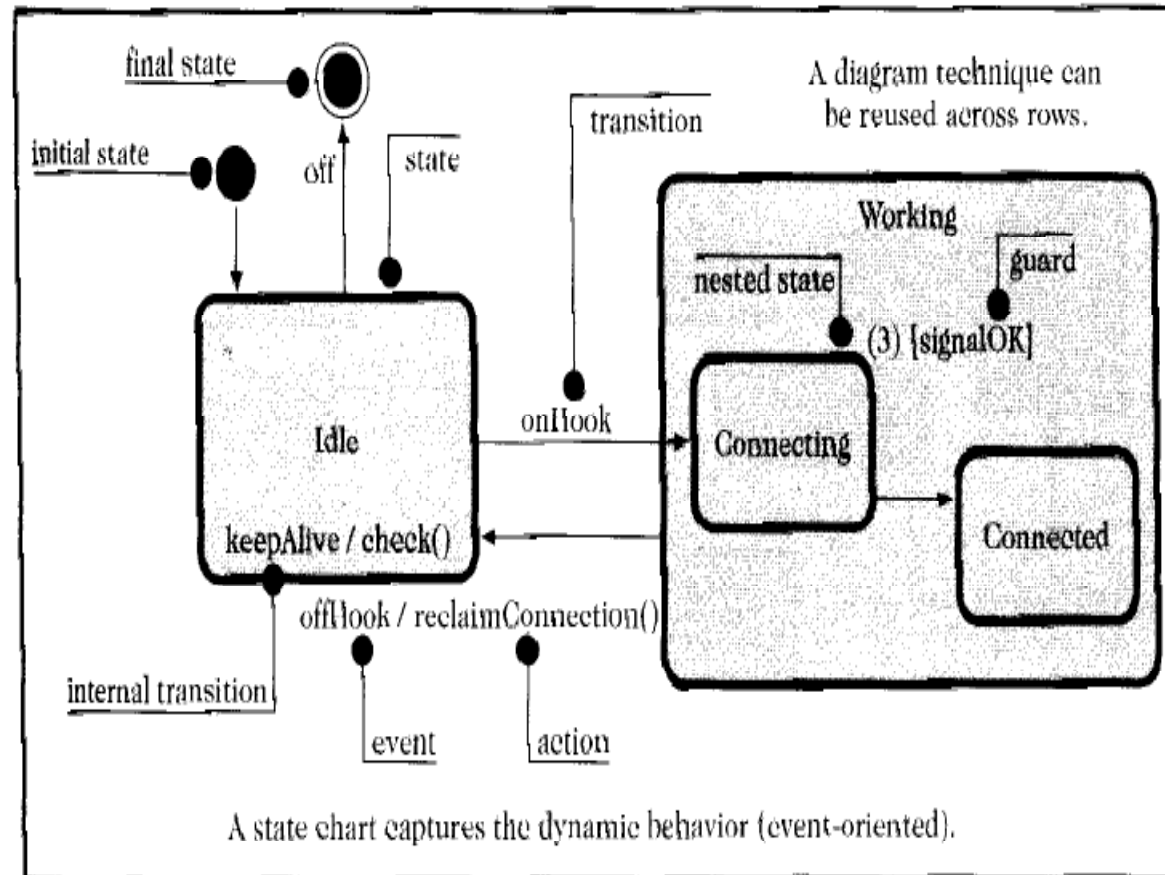 final state
A diagram technique can
be reused across rows.
transition
initial state
off
state
Working
nested state
guard
(3) [signalOK]
onHook
Idle
Connecting
Connected
keepAlive / check()
offHook / reclaimConnection()
internal transition
event
action
A state chart captures the dynamic behavior (event-oriented).